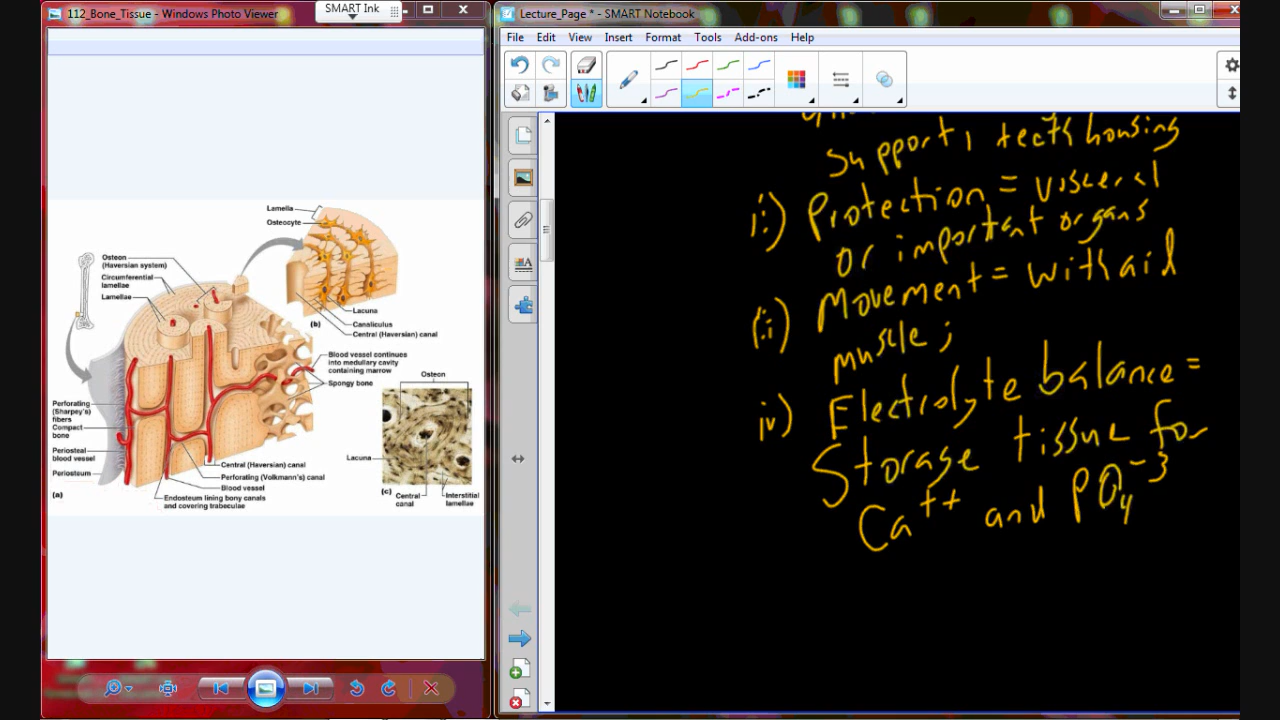 112_Bone_Tissue - Windows Photo Viewer
SMART Ink
Lamella
Osteocyte
Osteon
(Haversian system)
Circumferential
lamellae
Lamellae
Lacuna
Canaliculus
Central (Haversian) canal
(b)
Blood vessel continues
into medullary cavity
containing marrow
Spongy bone
Osteon
Perforating
(Sharpey's)
fibers
Compact
bone
Periosteal
blood vessel
Periosteum
Lacuna
Central (Haversian) canal
Perforating (Volkmann's) canal
Blood vessel
Endosteum lining bony canals
and covering trabeculae
(a)
(c)
Central
canal
Interstitial
lamellae
Lecture_Page * - SMART Notebook
File Edit View Insert Format Tools Add-ons Help
support, teeth housing
ii) Protection = visceral
or important organs
iii) Movement = with aid
muscle;
iv) Electrolyte balance =
Storage tissue for
Ca++ and PO4-3